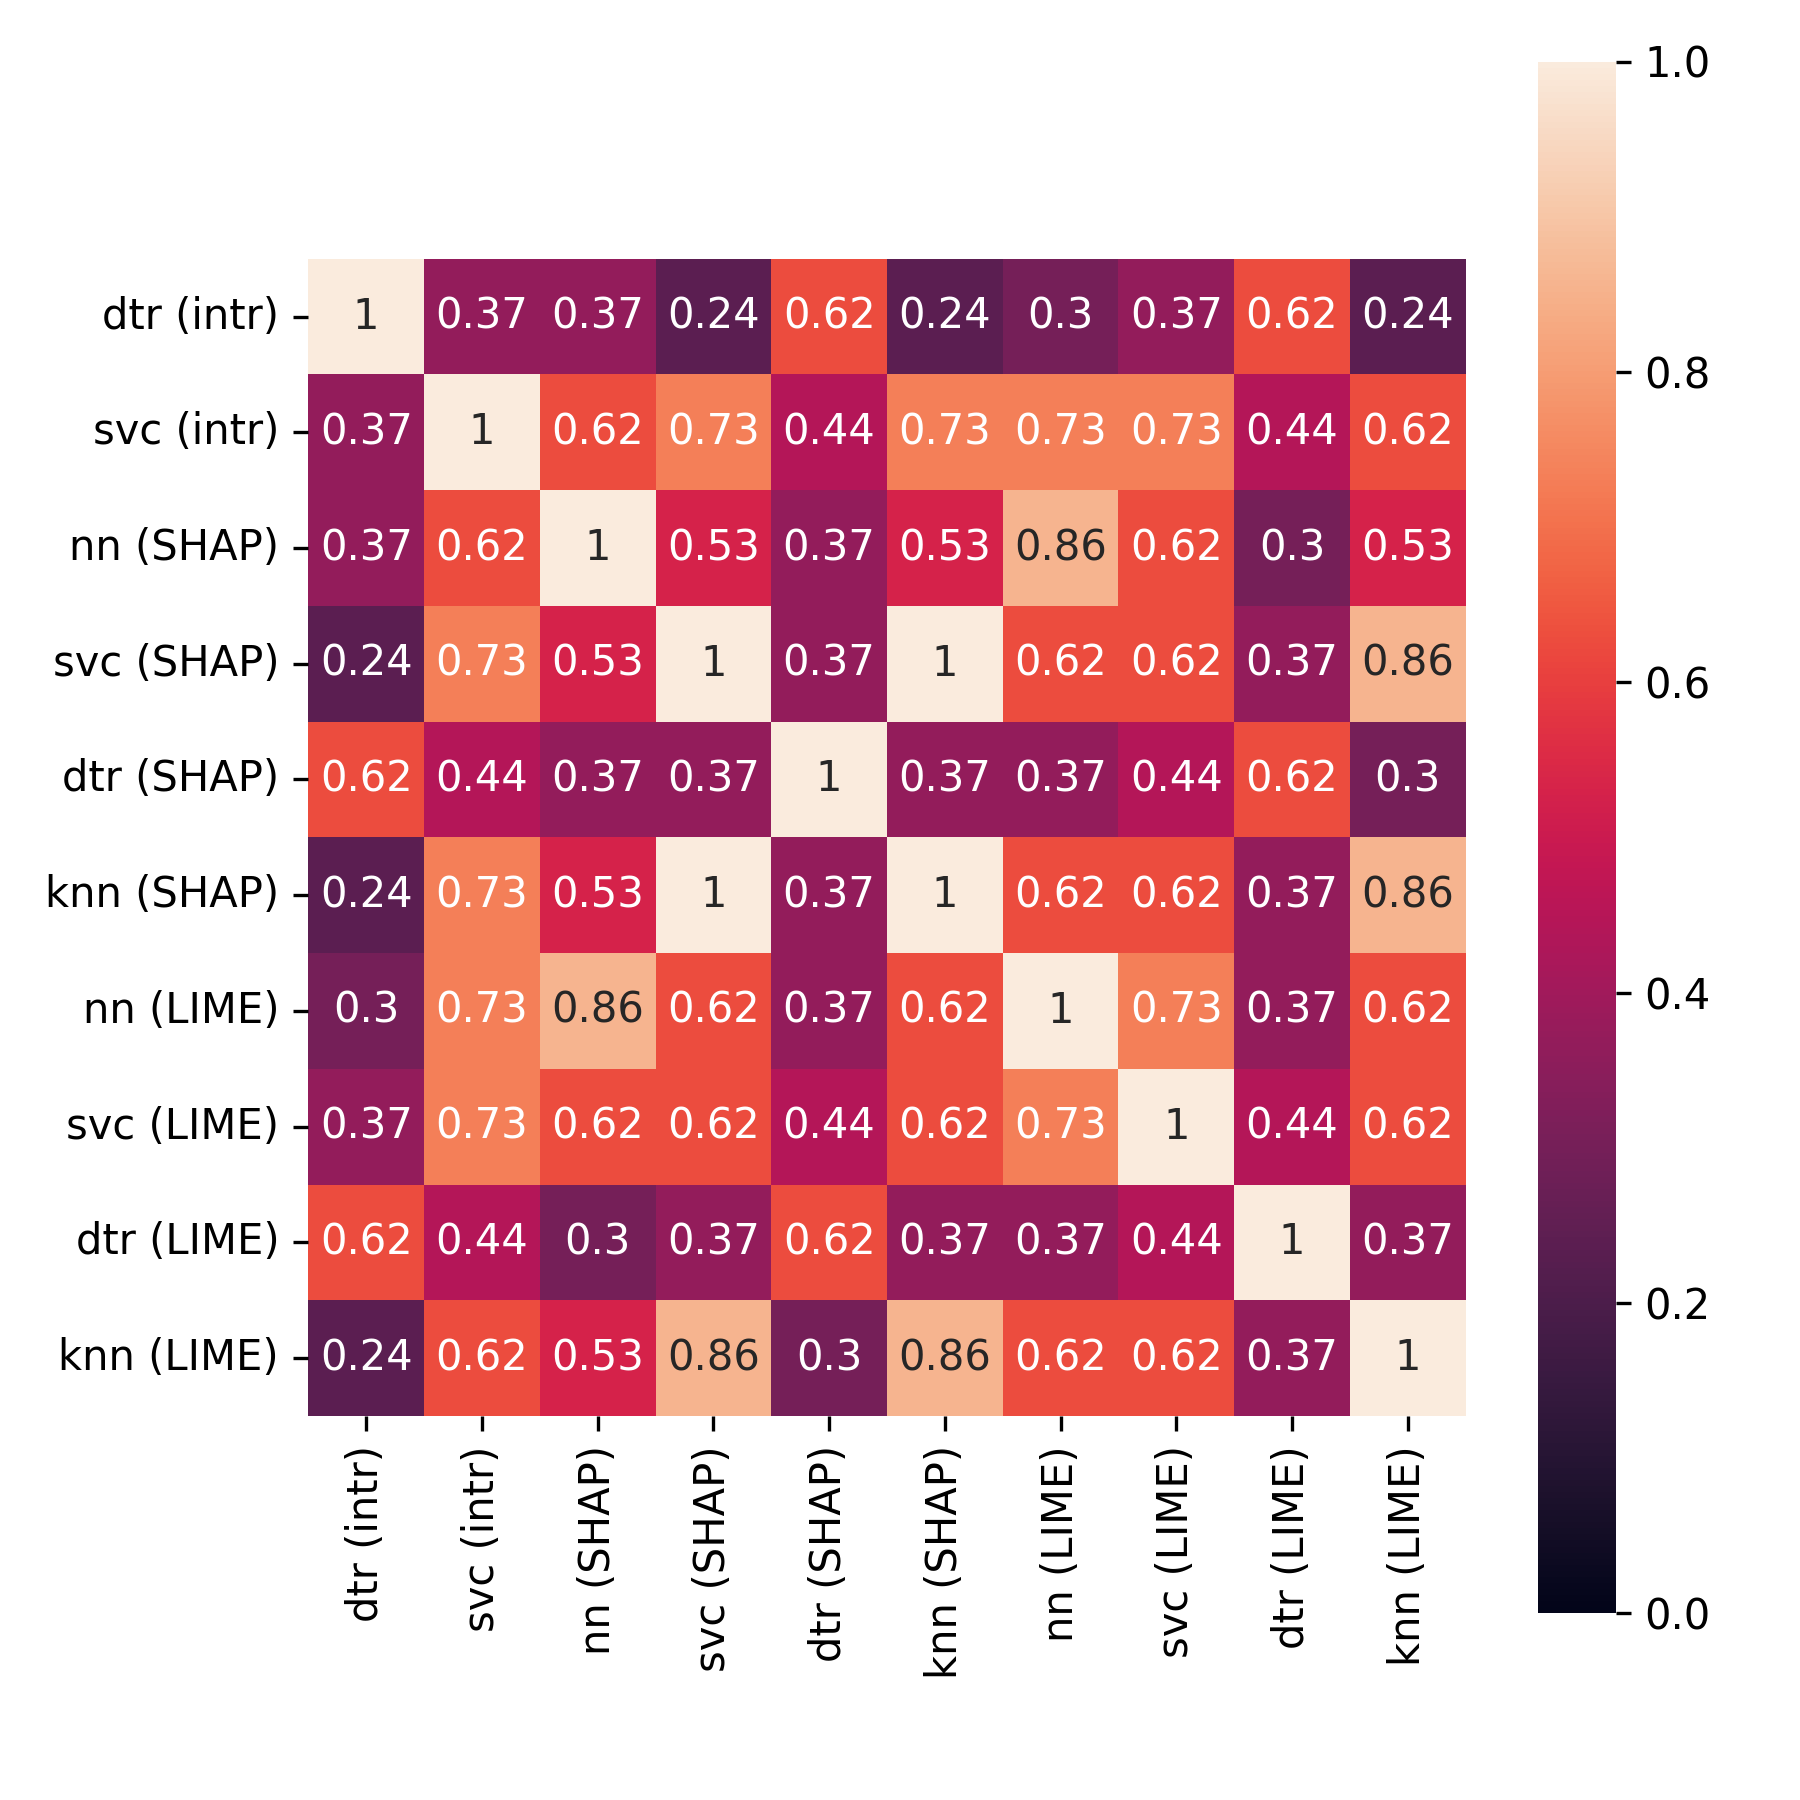 1.0
dtr (intr) 1 0.37 0.37 0.24 0.62 0.24 0.3 0.37 0.62 0.24
0.8
svc (intr) 0.37 1 0.62 0.73 0.44 0.73 0.73 0.73 0.44 0.62
nn (SHAP) 0.37 0.62 1 0.53 0.37 0.53 0.86 0.62 0.3 0.53
svc (SHAP) 0.24 0.73 0.53 1 0.37 1 0.62 0.62 0.37 0.86
0.6
dtr (SHAP) 0.62 0.44 0.37 0.37 1 0.37 0.37 0.44 0.62 0.3
knn (SHAP) 0.24 0.73 0.53 1 0.37 1 0.62 0.62 0.37 0.86
0.4
nn (LIME) 0.3 0.73 0.86 0.62 0.37 0.62 1 0.73 0.37 0.62
svc (LIME) 0.37 0.73 0.62 0.62 0.44 0.62 0.73 1 0.44 0.62
dtr (LIME) 0.62 0.44 0.3 0.37 0.62 0.37 0.37 0.44 1 0.37
0.2
knn (LIME) 0.24 0.62 0.53 0.86 0.3 0.86 0.62 0.62 0.37 1
0.0
dtr (intr)
svc (intr)
nn (SHAP)
svc (SHAP)
dtr (SHAP)
knn (SHAP)
nn (LIME)
svc (LIME)
dtr (LIME)
knn (LIME)